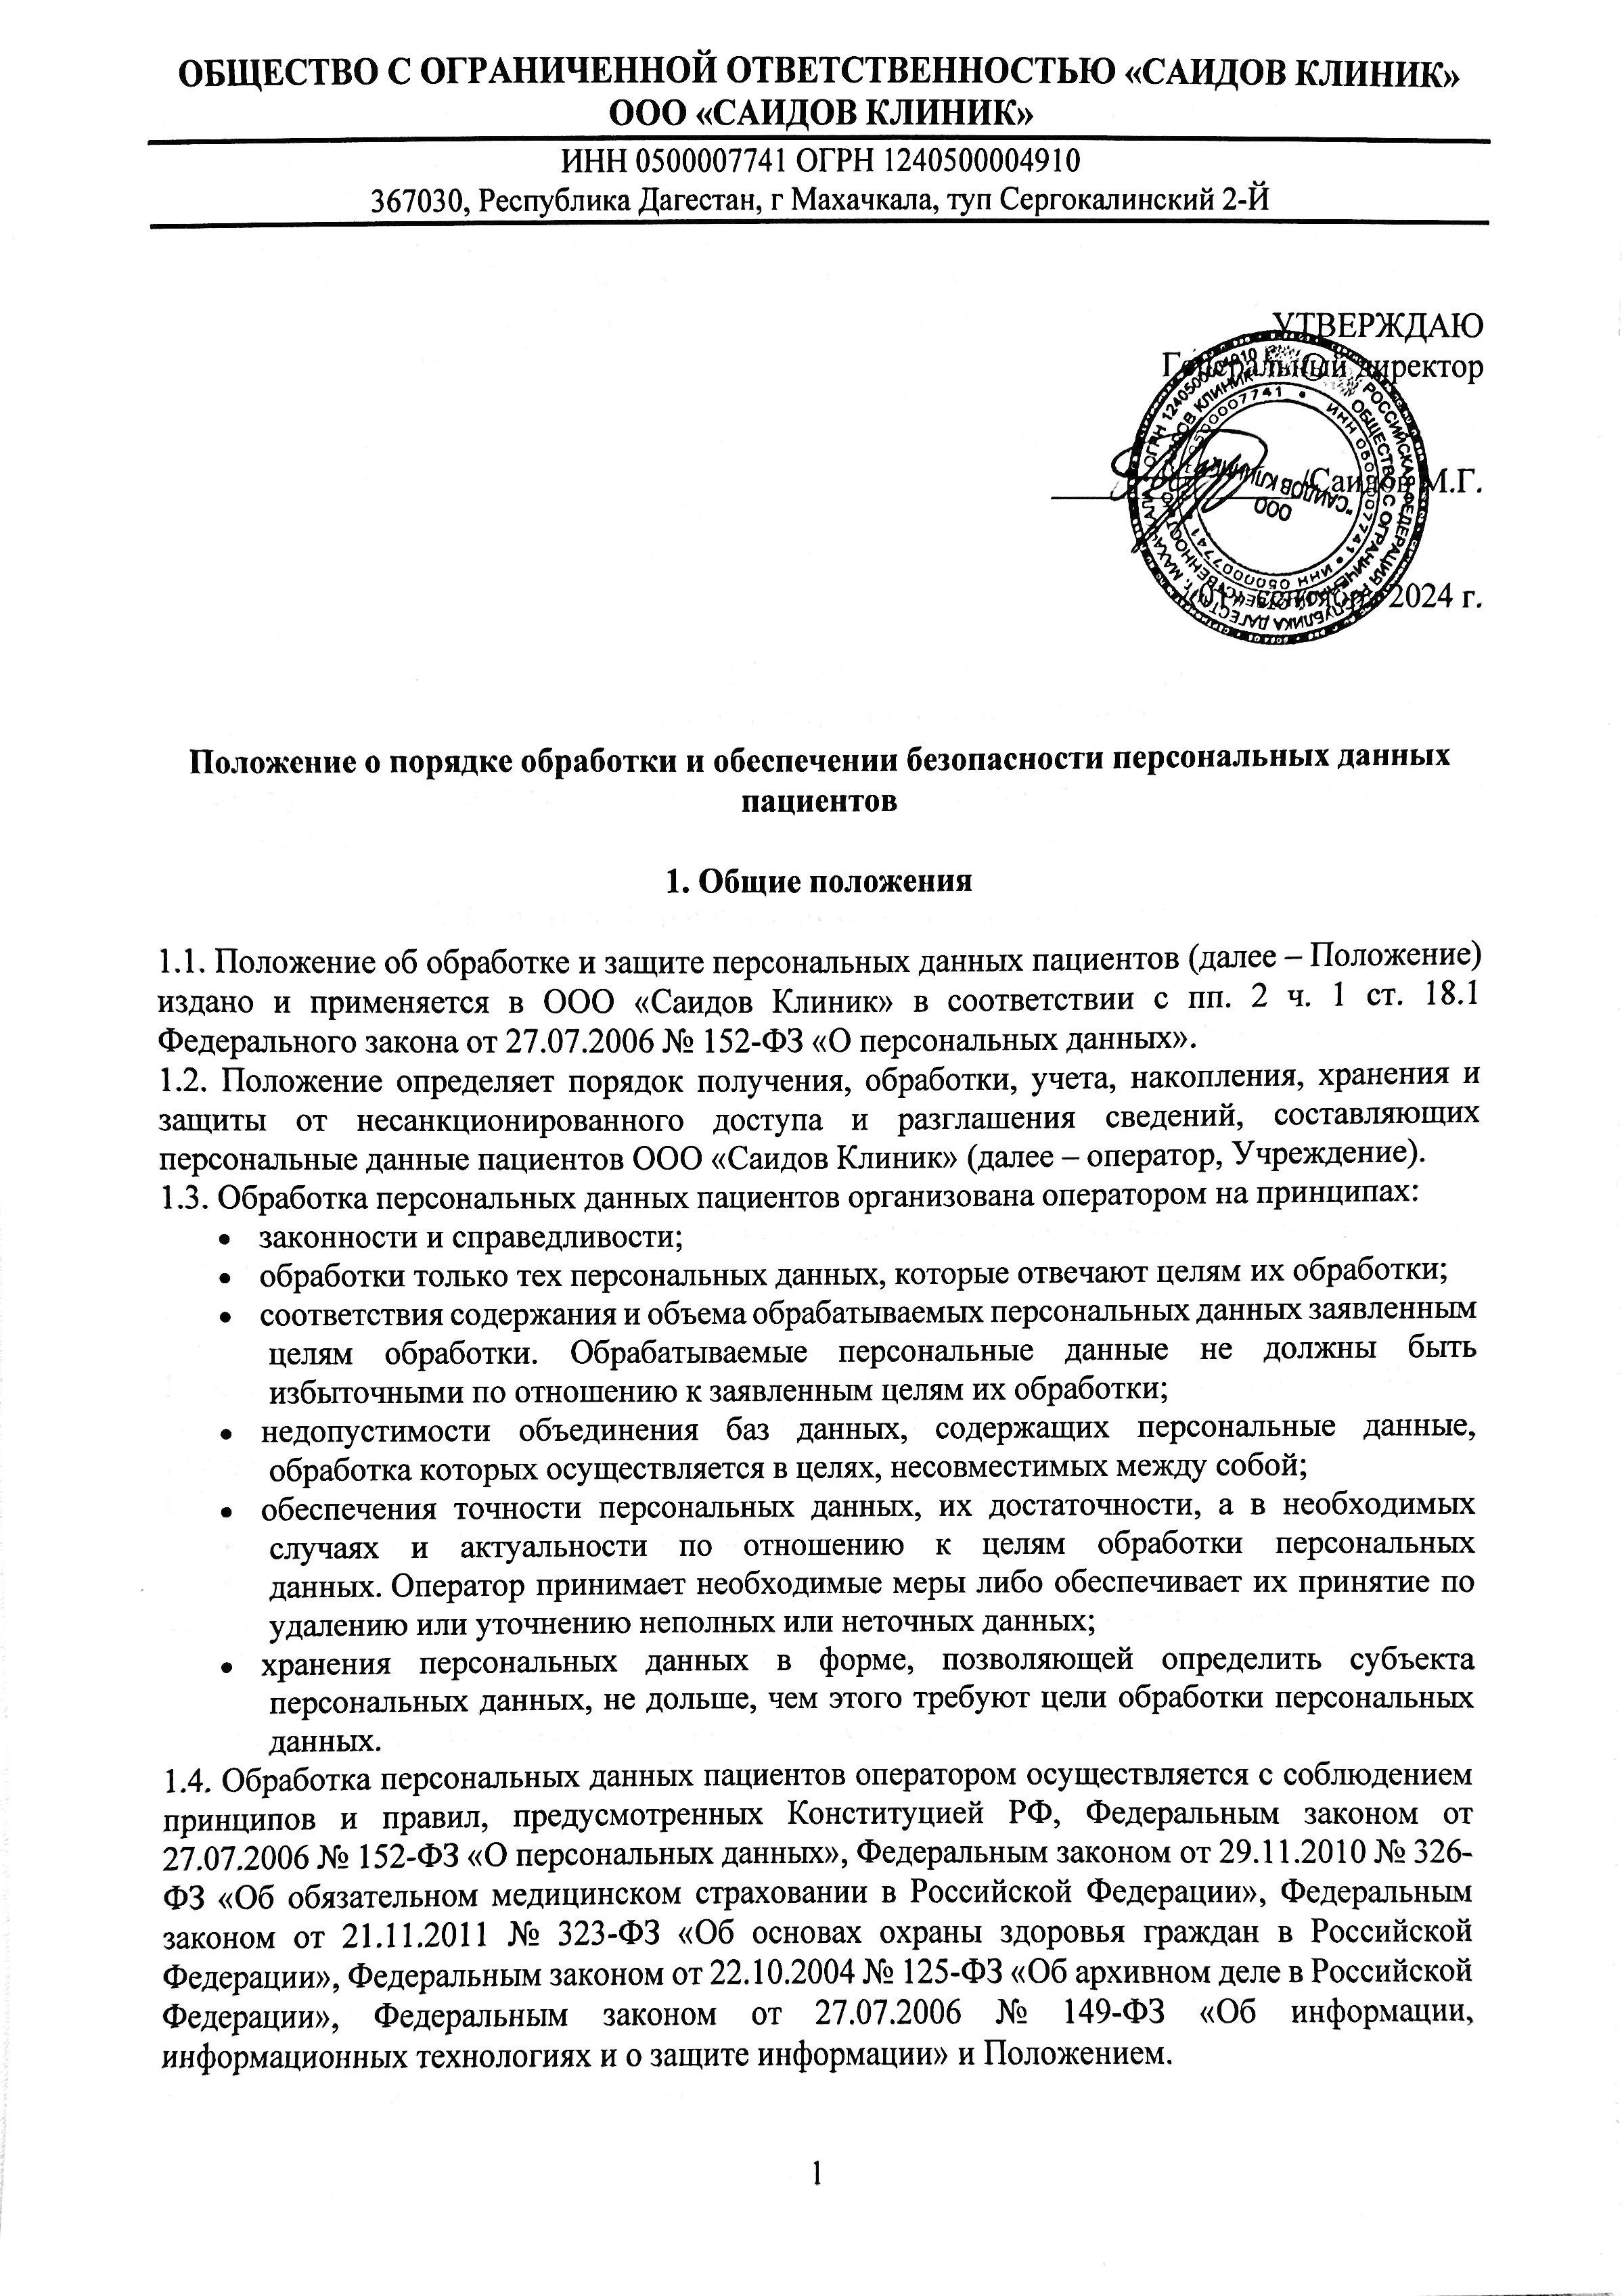 ОБЩЕСТВО С ОГРАНИЧЕННОЙ ОТВЕТСТВЕННОСТЬЮ «САИДОВ КЛИНИК»
ООО «САИДОВ КЛИНИК»
ИНН 0500007741 ОГРН 1240500004910
367030, Республика Дагестан, г Махачкала, туп Сергокалинский 2-Й
УТВЕРЖДАЮ
Генеральный директор
/Саидов М.Г.
2024 г.
ООО
"САИДОВ КЛИНИК"
Положение о порядке обработки и обеспечении безопасности персональных данных
пациентов
1. Общие положения
1.1. Положение об обработке и защите персональных данных пациентов (далее – Положение)
издано и применяется в ООО «Саидов Клиник» в соответствии с пп. 2 ч. 1 ст. 18.1
Федерального закона от 27.07.2006 № 152-ФЗ «О персональных данных».
1.2. Положение определяет порядок получения, обработки, учета, накопления, хранения и
защиты от несанкционированного доступа и разглашения сведений, составляющих
персональные данные пациентов ООО «Саидов Клиник» (далее – оператор, Учреждение).
1.3. Обработка персональных данных пациентов организована оператором на принципах:
• законности и справедливости;
• обработки только тех персональных данных, которые отвечают целям их обработки;
• соответствия содержания и объема обрабатываемых персональных данных заявленным
целям обработки. Обрабатываемые персональные данные не должны быть
избыточными по отношению к заявленным целям их обработки;
• недопустимости объединения баз данных, содержащих персональные данные,
обработка которых осуществляется в целях, несовместимых между собой;
• обеспечения точности персональных данных, их достаточности, а в необходимых
случаях и актуальности по отношению к целям обработки персональных
данных. Оператор принимает необходимые меры либо обеспечивает их принятие по
удалению или уточнению неполных или неточных данных;
• хранения персональных данных в форме, позволяющей определить субъекта
персональных данных, не дольше, чем этого требуют цели обработки персональных
данных.
1.4. Обработка персональных данных пациентов оператором осуществляется с соблюдением
принципов и правил, предусмотренных Конституцией РФ, Федеральным законом от
27.07.2006 № 152-ФЗ «О персональных данных», Федеральным законом от 29.11.2010 № 326-
ФЗ «Об обязательном медицинском страховании в Российской Федерации», Федеральным
законом от 21.11.2011 № 323-ФЗ «Об основах охраны здоровья граждан в Российской
Федерации», Федеральным законом от 22.10.2004 № 125-ФЗ «Об архивном деле в Российской
Федерации», Федеральным законом от 27.07.2006 № 149-ФЗ «Об информации,
информационных технологиях и о защите информации» и Положением.
1